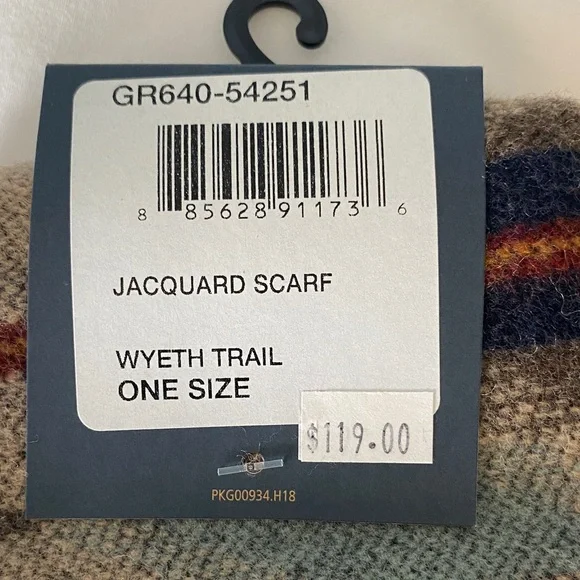 GR640-54251
8 85628 91173 6
JACQUARD SCARF
WYETH TRAIL
ONE SIZE
$119.00
PKG00934.H18